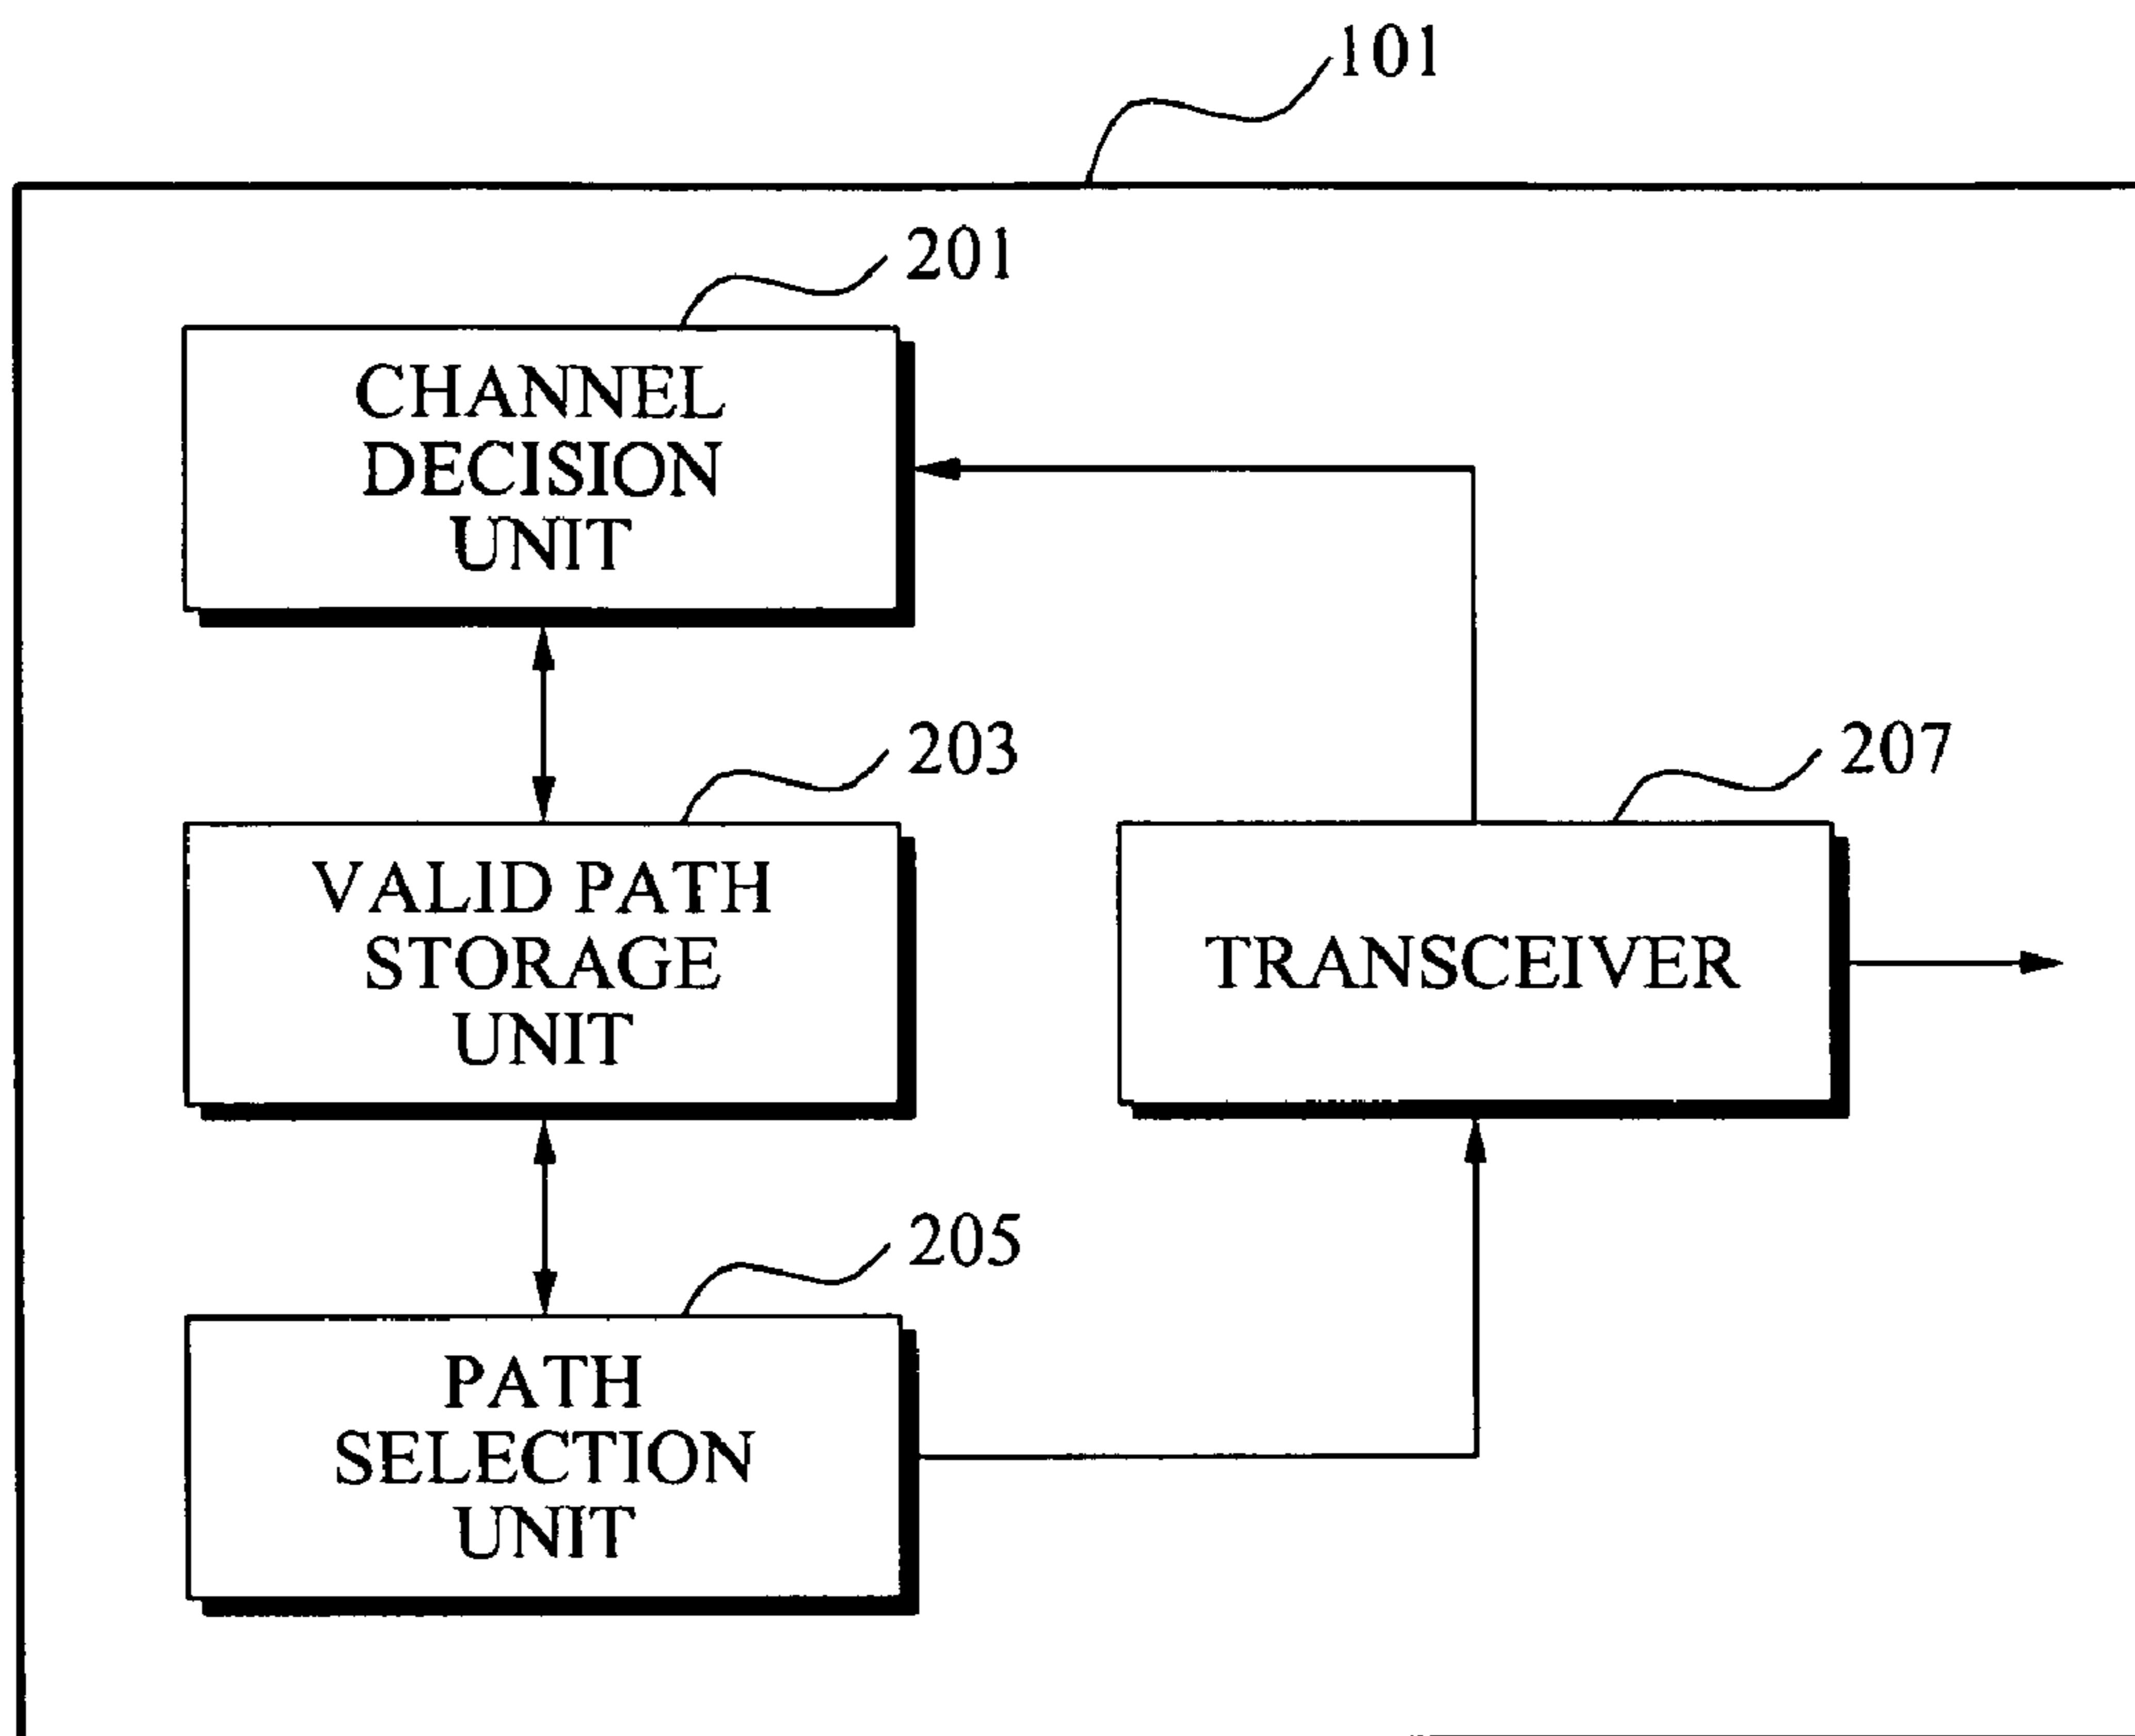 101
201
CHANNEL
DECISION
UNIT
203
VALID PATH
STORAGE
UNIT
207
TRANSCEIVER
205
PATH
SELECTION
UNIT